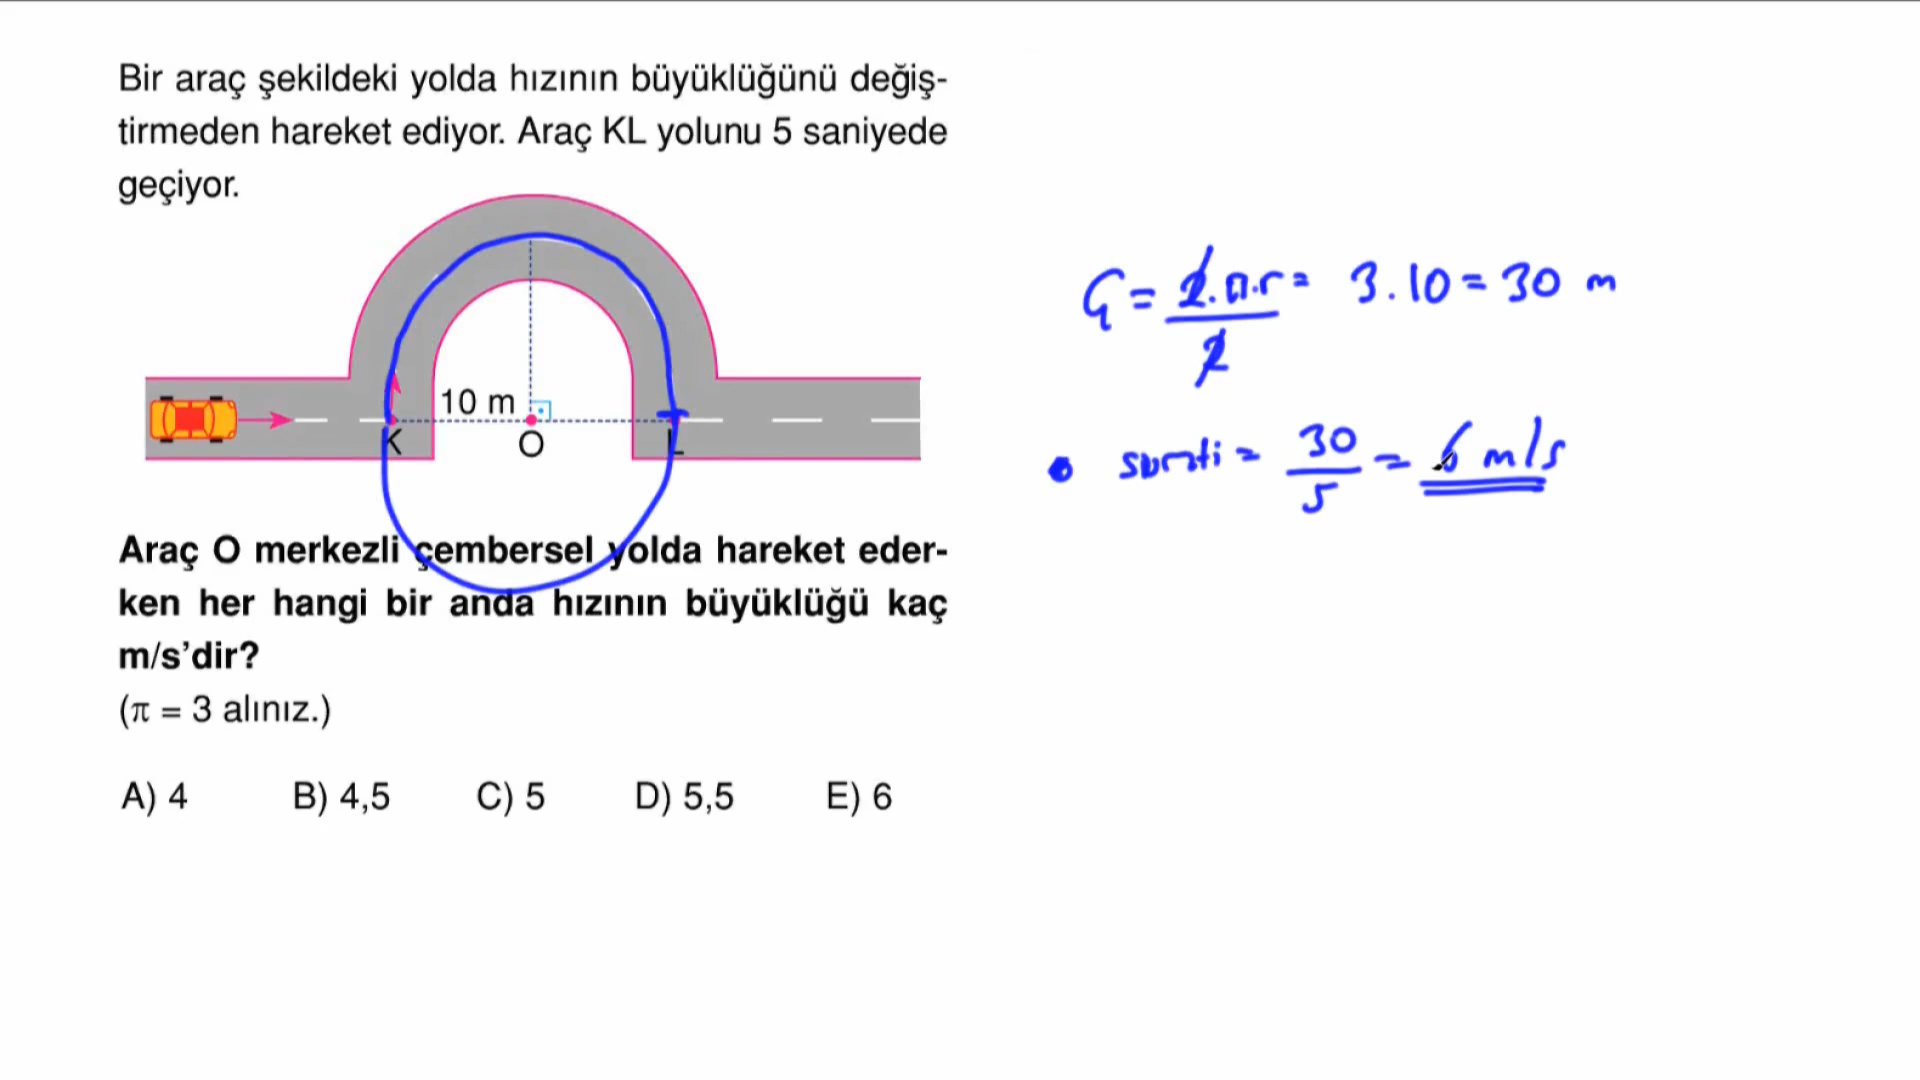 Bir araç şekildeki yolda hızının büyüklüğünü değiş-
tirmeden hareket ediyor. Araç KL yolunu 5 saniyede
geçiyor.
10 m
K
O
L
Araç O merkezli çembersel yolda hareket eder-
ken her hangi bir anda hızının büyüklüğü kaç
m/s'dir?
(π = 3 alınız.)
A) 4 B) 4,5 C) 5 D) 5,5 E) 6
Ç = 2.π.r / 2 = 3.10 = 30 m
• sürati = 30 / 5 = 6 m/s